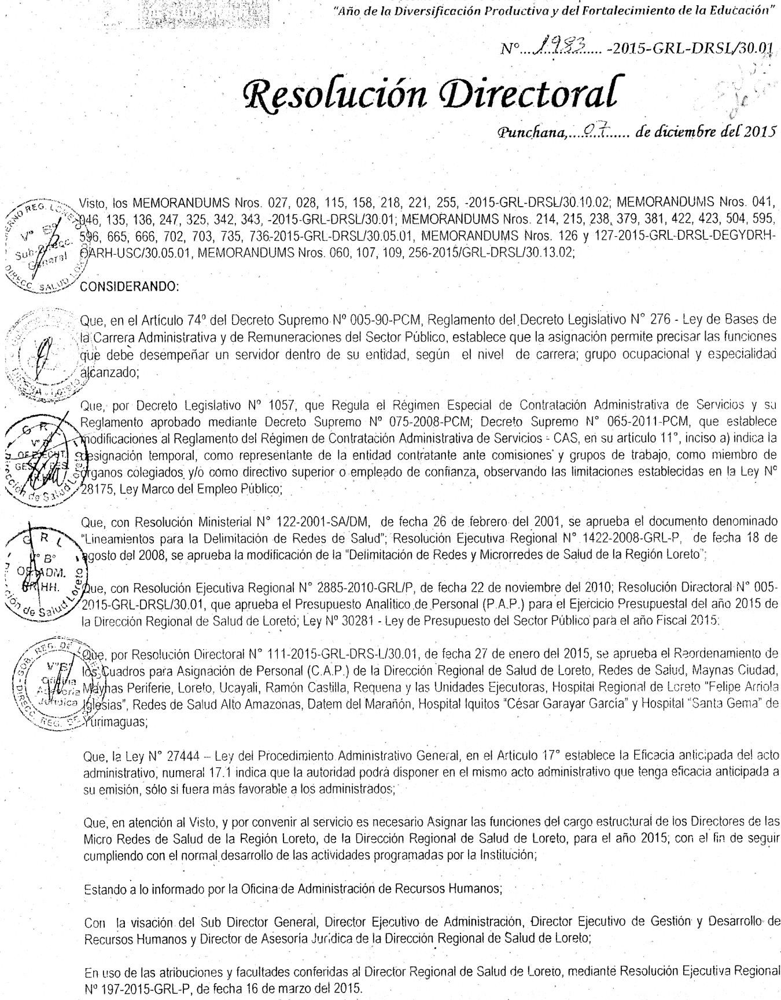 "Año de la Diversificación Productiva y del Fortalecimiento de la Educación"
N°....1983.... -2015-GRL-DRSL/30.01
Resolución Directoral
Punchana,....07...... de diciembre del 2015
Visto, los MEMORANDUMS Nros. 027, 028, 115, 158, 218, 221, 255, -2015-GRL-DRSL/30.10.02; MEMORANDUMS Nros. 041,
046, 135, 136, 247, 325, 342, 343, -2015-GRL-DRSL/30.01; MEMORANDUMS Nros. 214, 215, 238, 379, 381, 422, 423, 504, 595,
596, 665, 666, 702, 703, 735, 736-2015-GRL-DRSL/30.05.01, MEMORANDUMS Nros. 126 y 127-2015-GRL-DRSL-DEGYDRH-
OARH-USC/30.05.01, MEMORANDUMS Nros. 060, 107, 109, 256-2015/GRL-DRSL/30.13.02;
CONSIDERANDO:
Que, en el Artículo 74º del Decreto Supremo Nº 005-90-PCM, Reglamento del Decreto Legislativo N° 276 - Ley de Bases de
la Carrera Administrativa y de Remuneraciones del Sector Público, establece que la asignación permite precisar las funciones
que debe desempeñar un servidor dentro de su entidad, según el nivel de carrera; grupo ocupacional y especialidad
alcanzado;
Que, por Decreto Legislativo Nº 1057, que Regula el Régimen Especial de Contratación Administrativa de Servicios y su
Reglamento aprobado mediante Decreto Supremo Nº 075-2008-PCM; Decreto Supremo N° 065-2011-PCM, que establece
modificaciones al Reglamento del Régimen de Contratación Administrativa de Servicios - CAS, en su artículo 11°, inciso a) indica la
designación temporal, como representante de la entidad contratante ante comisiones y grupos de trabajo, como miembro de
órganos colegiados y/o como directivo superior o empleado de confianza, observando las limitaciones establecidas en la Ley Nº
28175, Ley Marco del Empleo Público;
Que, con Resolución Ministerial N° 122-2001-SA/DM, de fecha 26 de febrero del 2001, se aprueba el documento denominado
"Lineamientos para la Delimitación de Redes de Salud"; Resolución Ejecutiva Regional N° 1422-2008-GRL-P, de fecha 18 de
agosto del 2008, se aprueba la modificación de la "Delimitación de Redes y Microrredes de Salud de la Región Loreto";
Que, con Resolución Ejecutiva Regional N° 2885-2010-GRL/P, de fecha 22 de noviembre del 2010; Resolución Directoral N° 005-
2015-GRL-DRSL/30.01, que aprueba el Presupuesto Analítico de Personal (P.A.P.) para el Ejercicio Presupuestal del año 2015 de
la Dirección Regional de Salud de Loreto; Ley Nº 30281 - Ley de Presupuesto del Sector Público para el año Fiscal 2015;
Que, por Resolución Directoral N° 111-2015-GRL-DRS-L/30.01, de fecha 27 de enero del 2015, se aprueba el Reordenamiento de
los Cuadros para Asignación de Personal (C.A.P.) de la Dirección Regional de Salud de Loreto, Redes de Salud, Maynas Ciudad,
Maynas Periferie, Loreto, Ucayali, Ramón Castilla, Requena y las Unidades Ejecutoras, Hospital Regional de Loreto "Felipe Arriola
Iglesias", Redes de Salud Alto Amazonas, Datem del Marañón, Hospital Iquitos "César Garayar García" y Hospital "Santa Gema" de
Yurimaguas;
Que, la Ley N° 27444 – Ley del Procedimiento Administrativo General, en el Articulo 17° establece la Eficacia anticipada del acto
administrativo, numeral 17.1 indica que la autoridad podrá disponer en el mismo acto administrativo que tenga eficacia anticipada a
su emisión, sólo si fuera más favorable a los administrados;
Que, en atención al Visto, y por convenir al servicio es necesario Asignar las funciones del cargo estructural de los Directores de las
Micro Redes de Salud de la Región Loreto, de la Dirección Regional de Salud de Loreto, para el año 2015; con el fin de seguir
cumpliendo con el normal desarrollo de las actividades programadas por la Institución;
Estando a lo informado por la Oficina de Administración de Recursos Humanos;
Con la visación del Sub Director General, Director Ejecutivo de Administración, Director Ejecutivo de Gestión y Desarrollo de
Recursos Humanos y Director de Asesoría Jurídica de la Dirección Regional de Salud de Loreto;
En uso de las atribuciones y facultades conferidas al Director Regional de Salud de Loreto, mediante Resolución Ejecutiva Regional
Nº 197-2015-GRL-P, de fecha 16 de marzo del 2015.